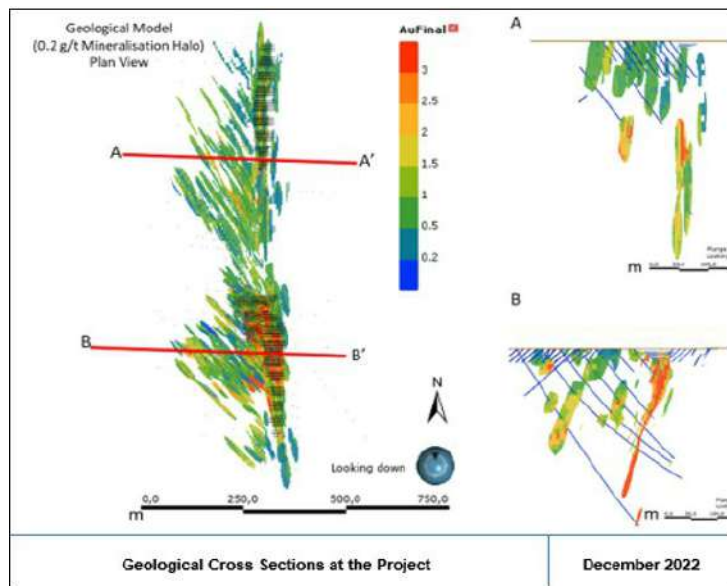 Geological Model
(0.2 g/t Mineralisation Halo)
Plan View
AuFinal
3
2.5
2
1.5
1
0.5
0.2
A
A'
B
B'
N
Looking down
0,0 250,0 500,0 750,0
m
A
m
B
m
Geological Cross Sections at the Project
December 2022